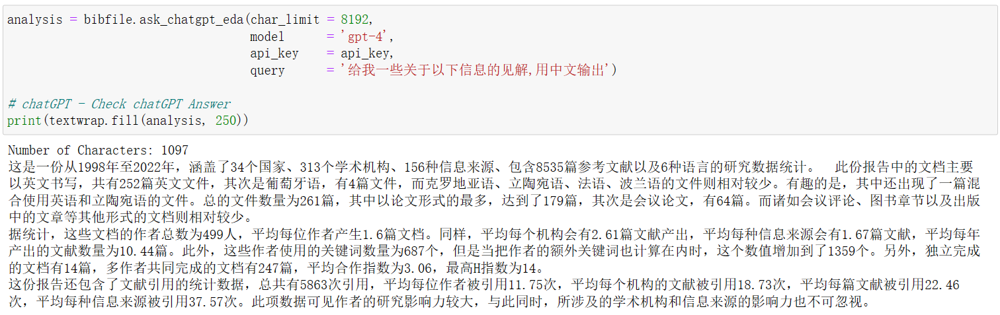 analysis = bibfile.ask_chatgpt_eda(char_limit = 8192,
model = 'gpt-4',
api_key = api_key,
query = '给我一些关于以下信息的见解,用中文输出')
# chatGPT - Check chatGPT Answer
print(textwrap.fill(analysis, 250))
Number of Characters: 1097
这是一份从1998年至2022年，涵盖了34个国家、313个学术机构、156种信息来源、包含8535篇参考文献以及6种语言的研究数据统计。 此份报告中的文档主要
以英文书写，共有252篇英文文件，其次是葡萄牙语，有4篇文件，而克罗地亚语、立陶宛语、法语、波兰语的文件则相对较少。有趣的是，其中还出现了一篇混
合使用英语和立陶宛语的文件。总的文件数量为261篇，其中以论文形式的最多，达到了179篇，其次是会议论文，有64篇。而诸如会议评论、图书章节以及出版
中的文章等其他形式的文档则相对较少。
据统计，这些文档的作者总数为499人，平均每位作者产生1.6篇文档。同样，平均每个机构会有2.61篇文献产出，平均每种信息来源会有1.67篇文献，平均每年
产出的文献数量为10.44篇。此外，这些作者使用的关键词数量为687个，但是当把作者的额外关键词也计算在内时，这个数值增加到了1359个。另外，独立完成
的文档有14篇，多作者共同完成的文档有247篇，平均合作指数为3.06，最高H指数为14。
这份报告还包含了文献引用的统计数据，总共有5863次引用，平均每位作者被引用11.75次，平均每个机构的文献被引用18.73次，平均每篇文献被引用22.46
次，平均每种信息来源被引用37.57次。此项数据可见作者的研究影响力较大，与此同时，所涉及的学术机构和信息来源的影响力也不可忽视。